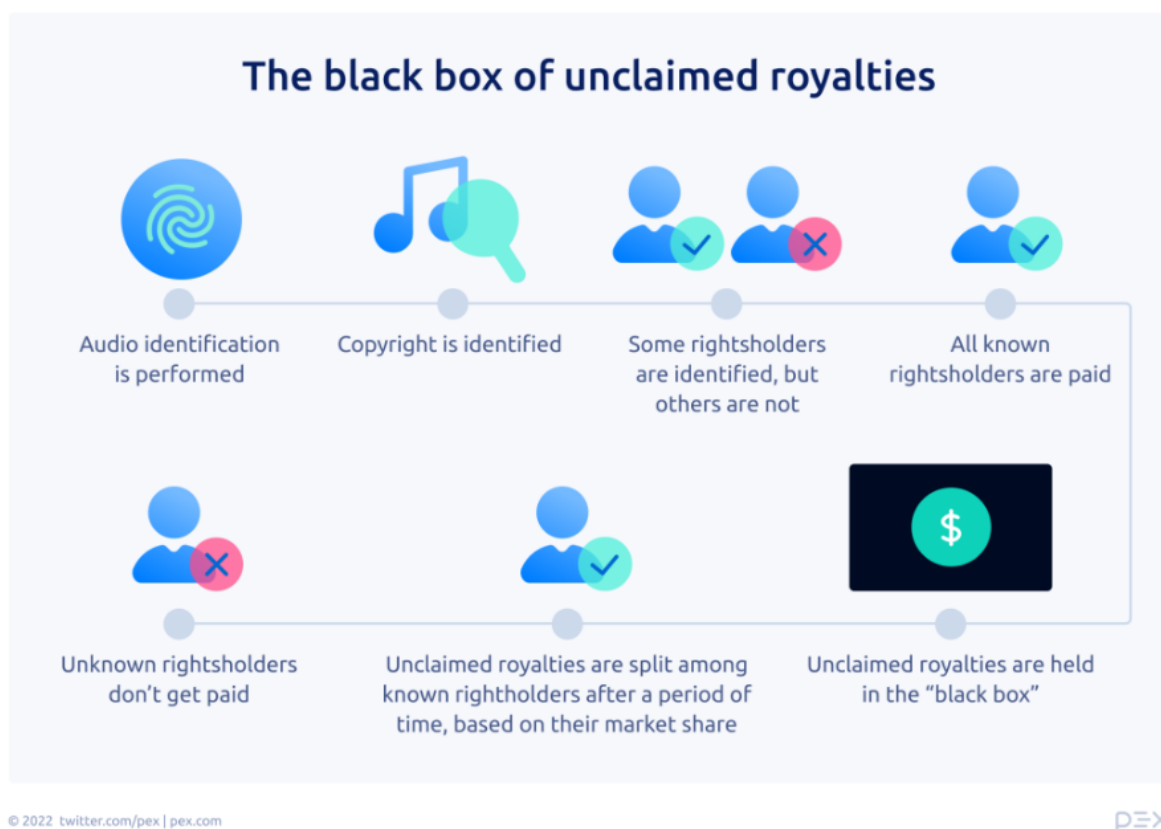 The black box of unclaimed royalties
Audio identification
is performed
Copyright is identified
Some rightsholders
are identified, but
others are not
All known
rightsholders are paid
$
Unclaimed royalties are held
in the “black box”
Unclaimed royalties are split among
known rightholders after a period of
time, based on their market share
Unknown rightsholders
don’t get paid
© 2022 twitter.com/pex | pex.com
PEX